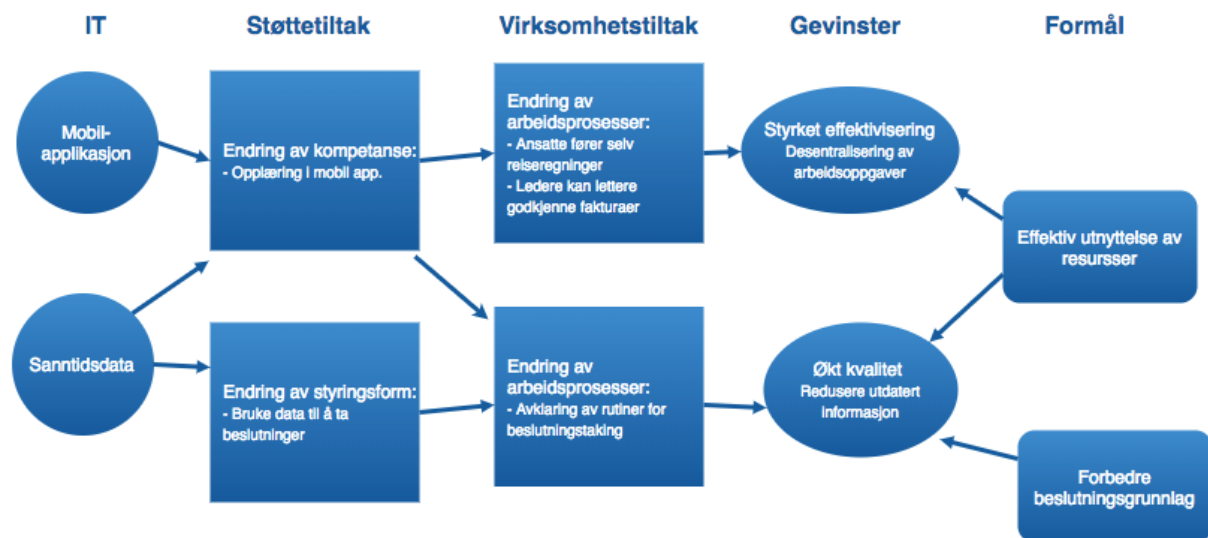 IT
Støttetiltak
Virksomhetstiltak
Gevinster
Formål
Mobil-
applikasjon
Endring av kompetanse:
- Opplæring i mobil app.
Endring av
arbeidsprosesser:
- Ansatte fører selv
reiseregninger
- Ledere kan lettere
godkjenne fakturaer
Styrket effektivisering
Desentralisering av
arbeidsoppgaver
Effektiv utnyttelse av
resursser
Sanntidsdata
Endring av styringsform:
- Bruke data til å ta
beslutninger
Endring av
arbeidsprosesser:
- Avklaring av rutiner for
beslutningstaking
Økt kvalitet
Redusere utdatert
informasjon
Forbedre
beslutningsgrunnlag